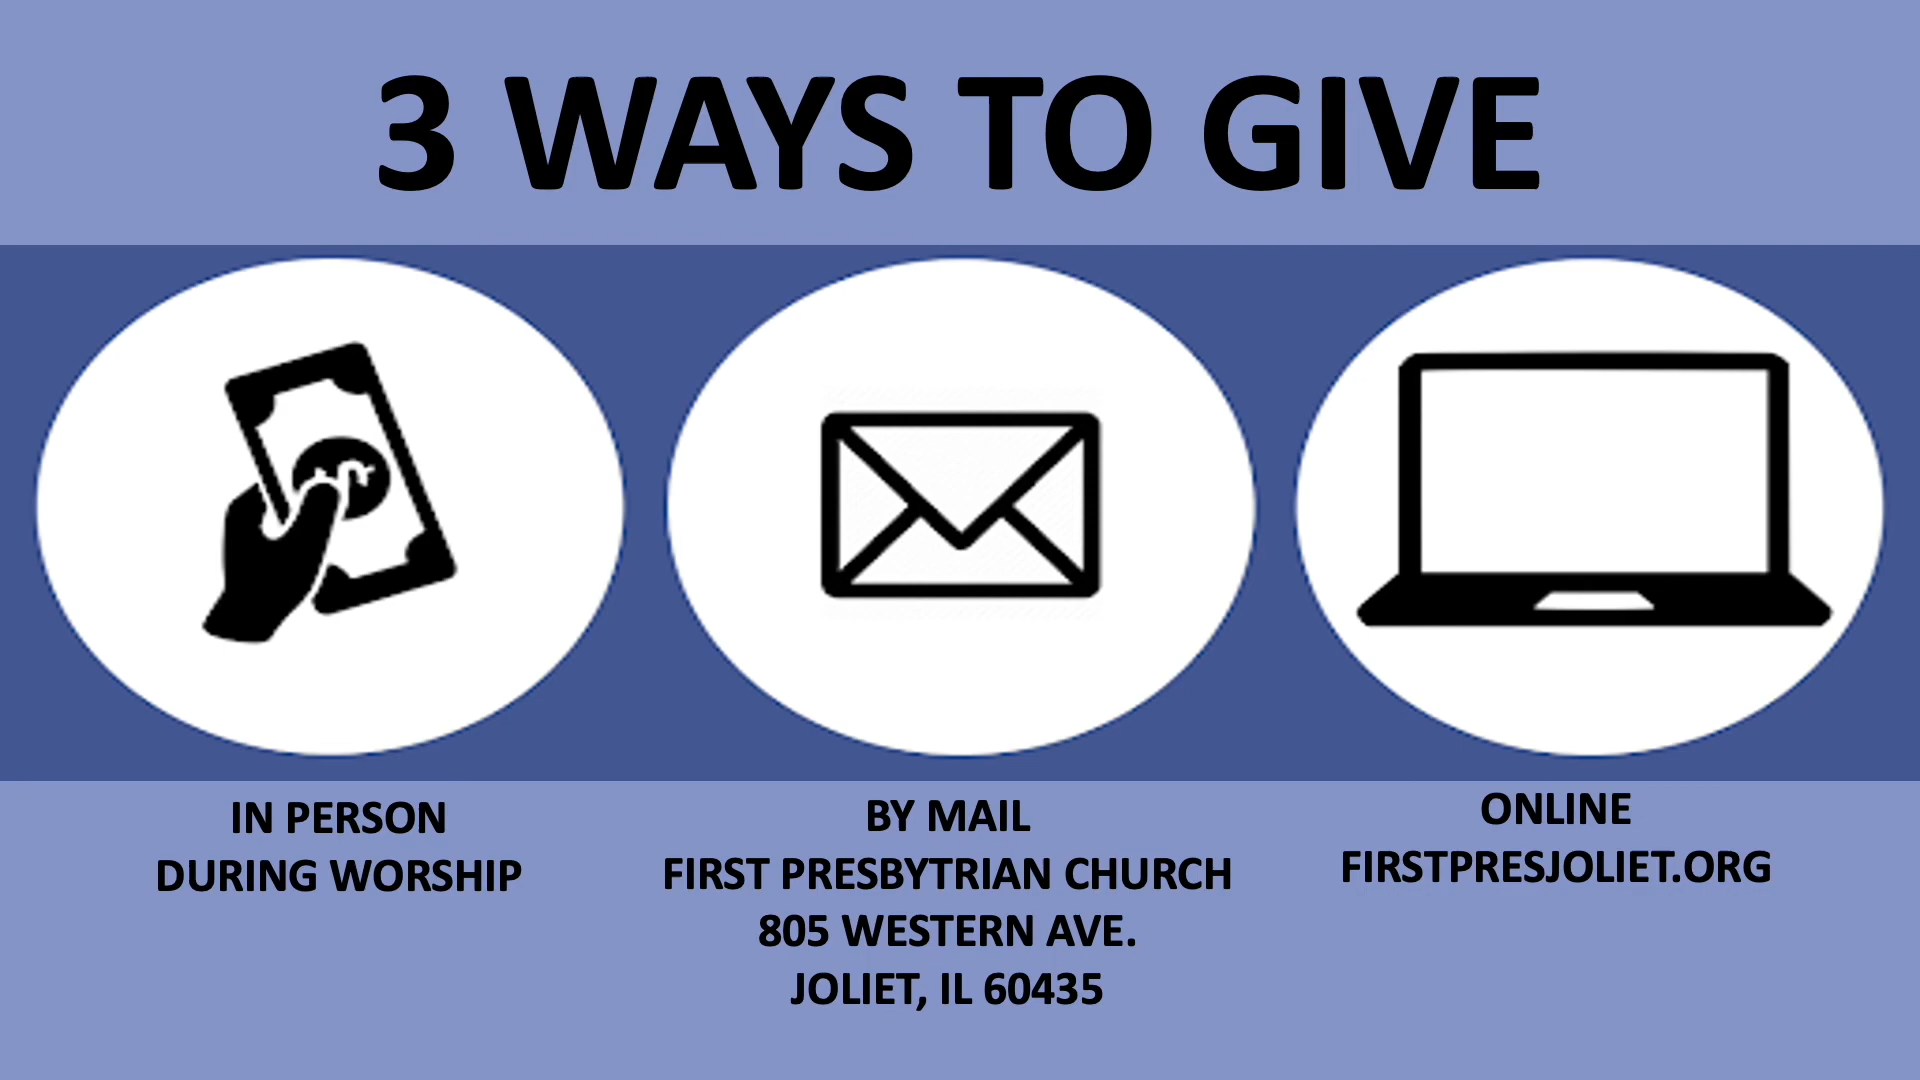 3 WAYS TO GIVE
IN PERSON
DURING WORSHIP
BY MAIL
FIRST PRESBYTRIAN CHURCH
805 WESTERN AVE.
JOLIET, IL 60435
ONLINE
FIRSTPRESJOLIET.ORG